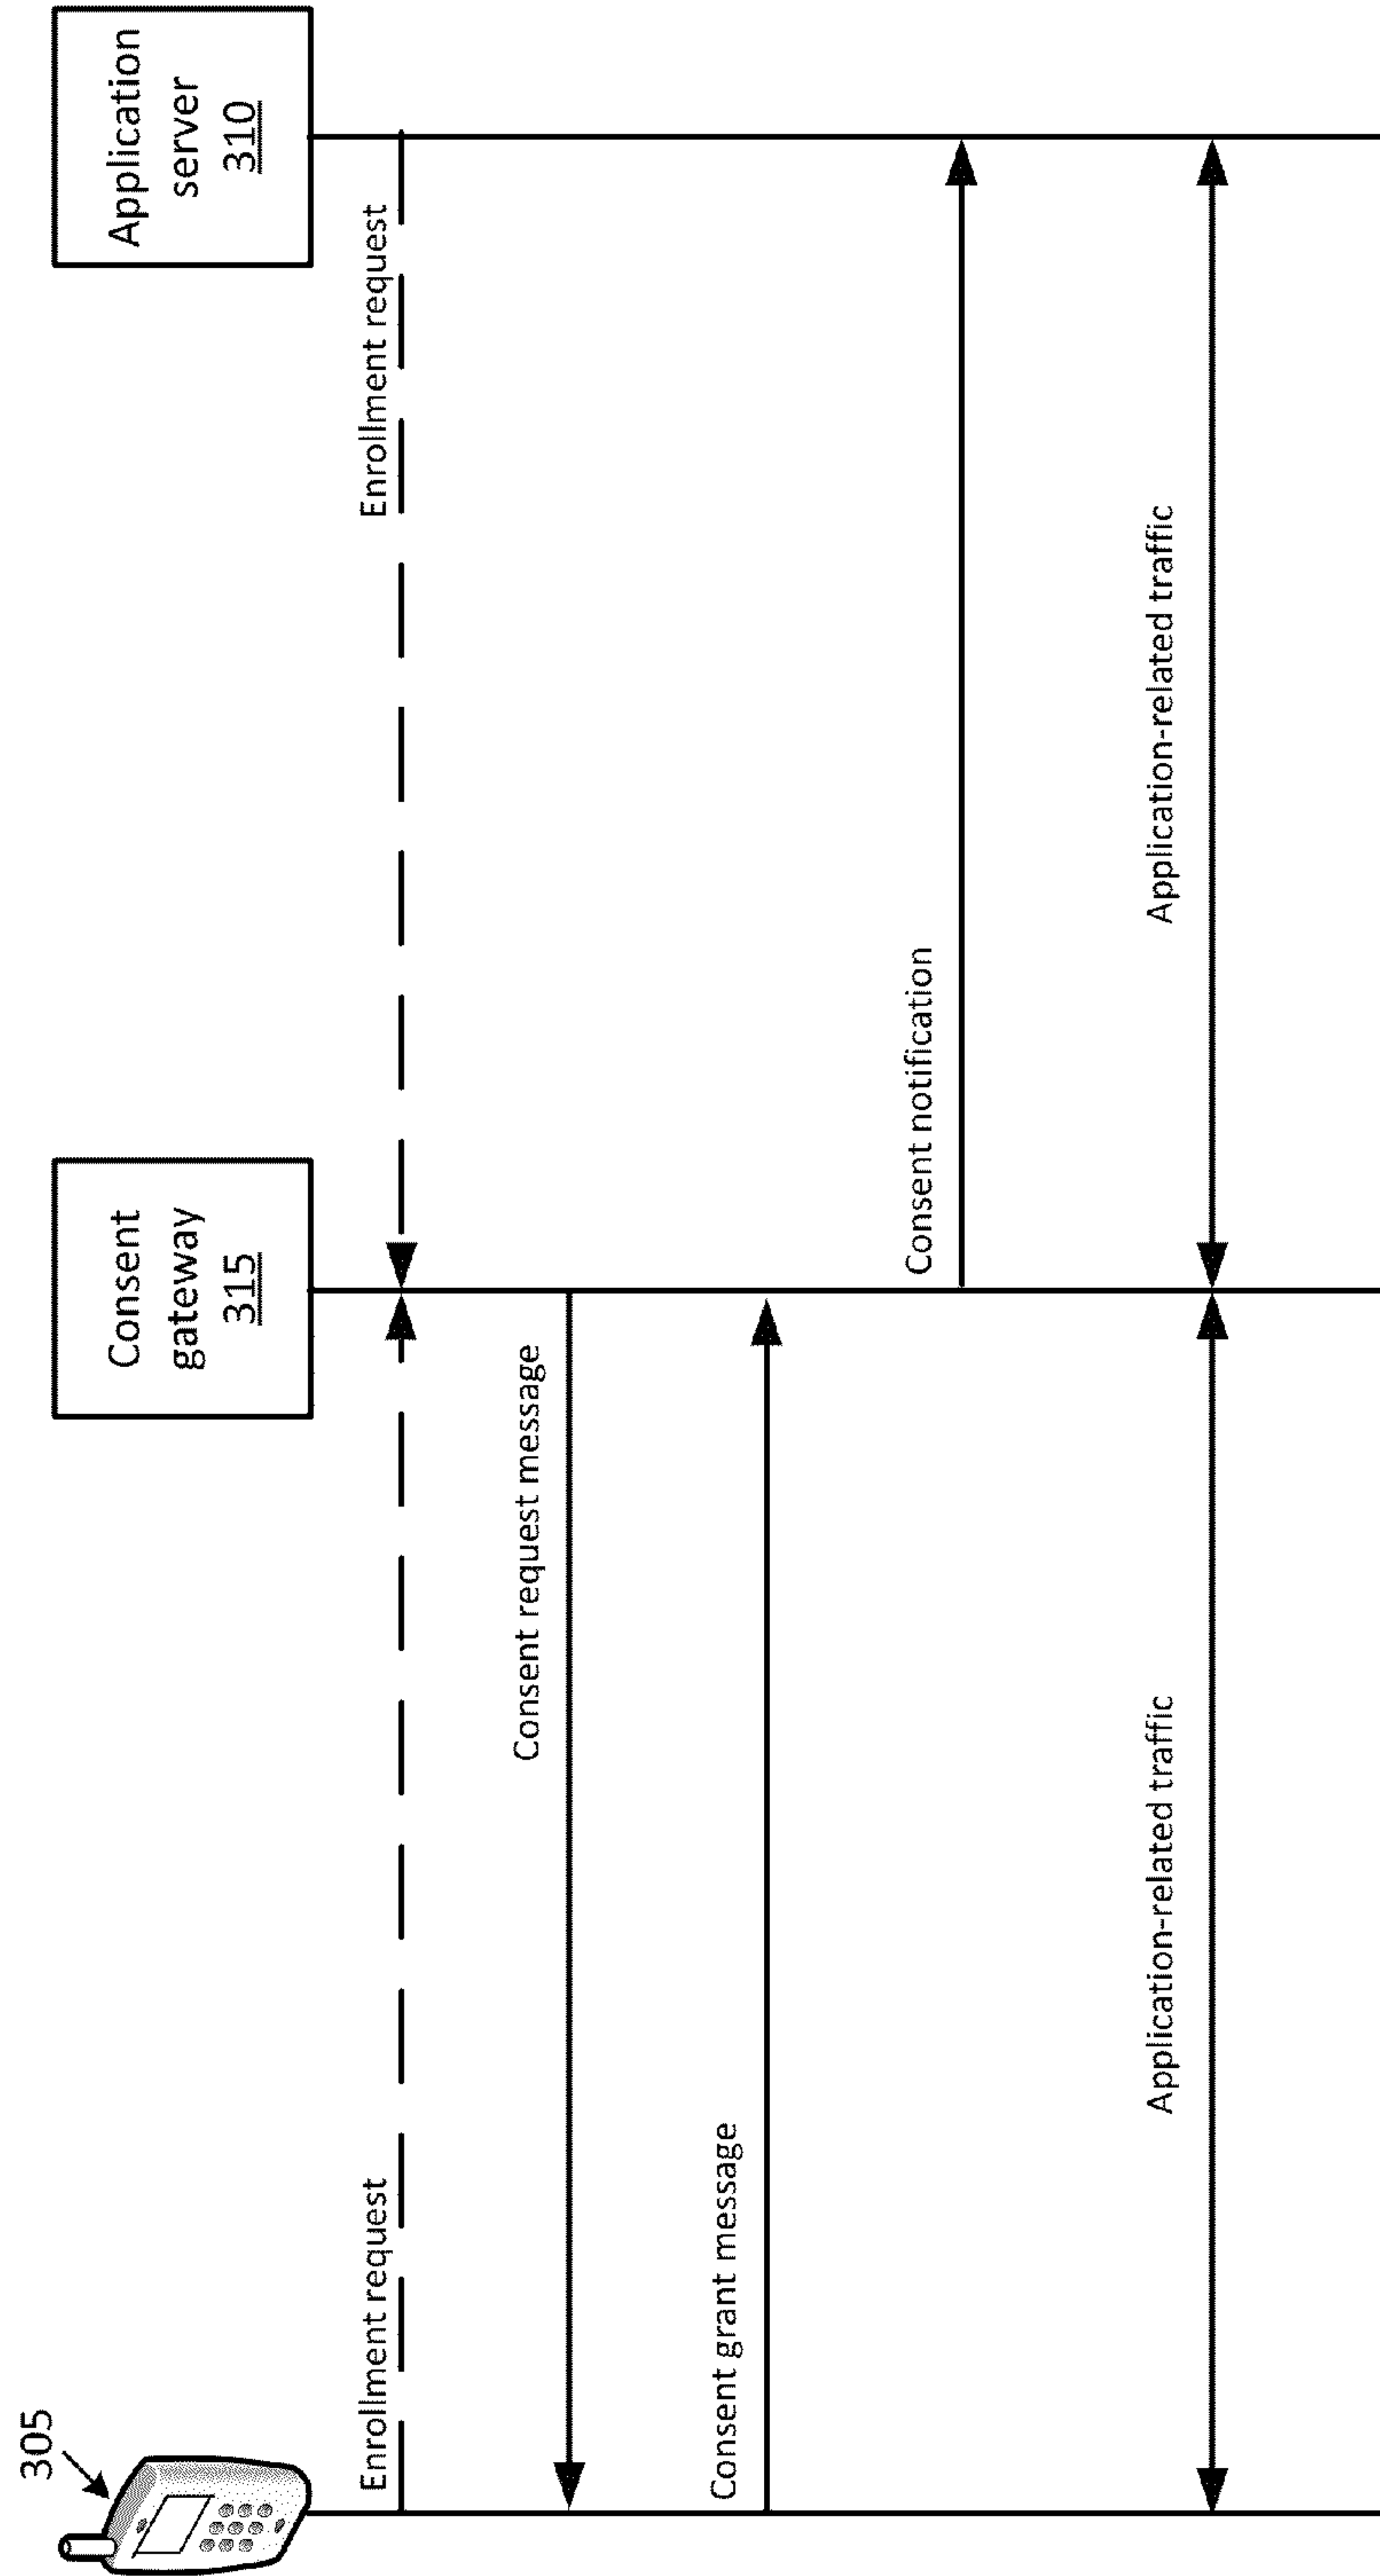 305
Consent
gateway
315
Application
server
310
Enrollment request
Enrollment request
Consent request message
Consent grant message
Consent notification
Application-related traffic
Application-related traffic